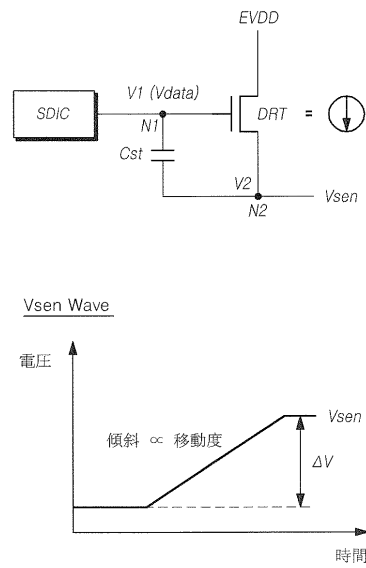 EVDD
V1 (Vdata)
SDIC
N1
DRT
=
Cst
V2
N2
Vsen
Vsen Wave
電圧
Vsen
傾斜 ∝ 移動度
ΔV
時間